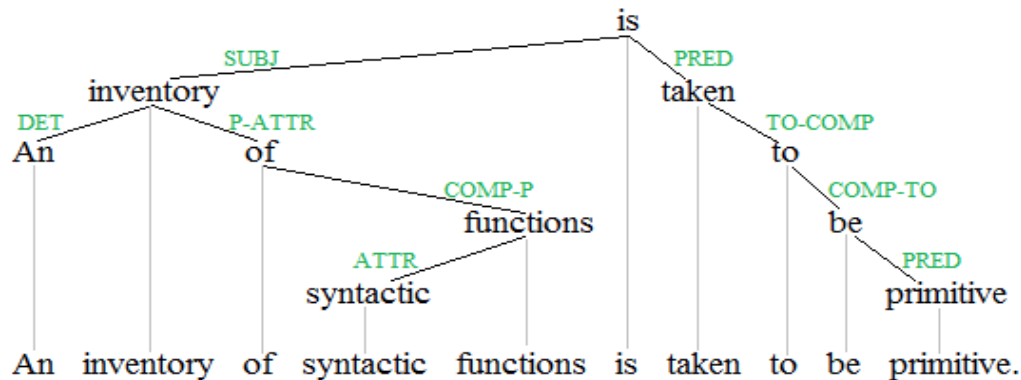 is
SUBJ PRED
inventory taken
DET P-ATTR TO-COMP
An of to
COMP-P COMP-TO
functions be
ATTR PRED
syntactic primitive
An inventory of syntactic functions is taken to be primitive.